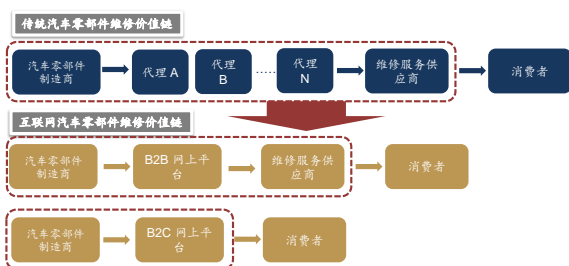 传统汽车零部件维修价值链
汽车零部件
制造商
代理 A
代理
B
……
代理
N
维修服务供
应商
消费者
互联网汽车零部件维修价值链
汽车零部件
制造商
B2B 网上平
台
维修服务供
应商
消费者
汽车零部件
制造商
B2C 网上平
台
消费者